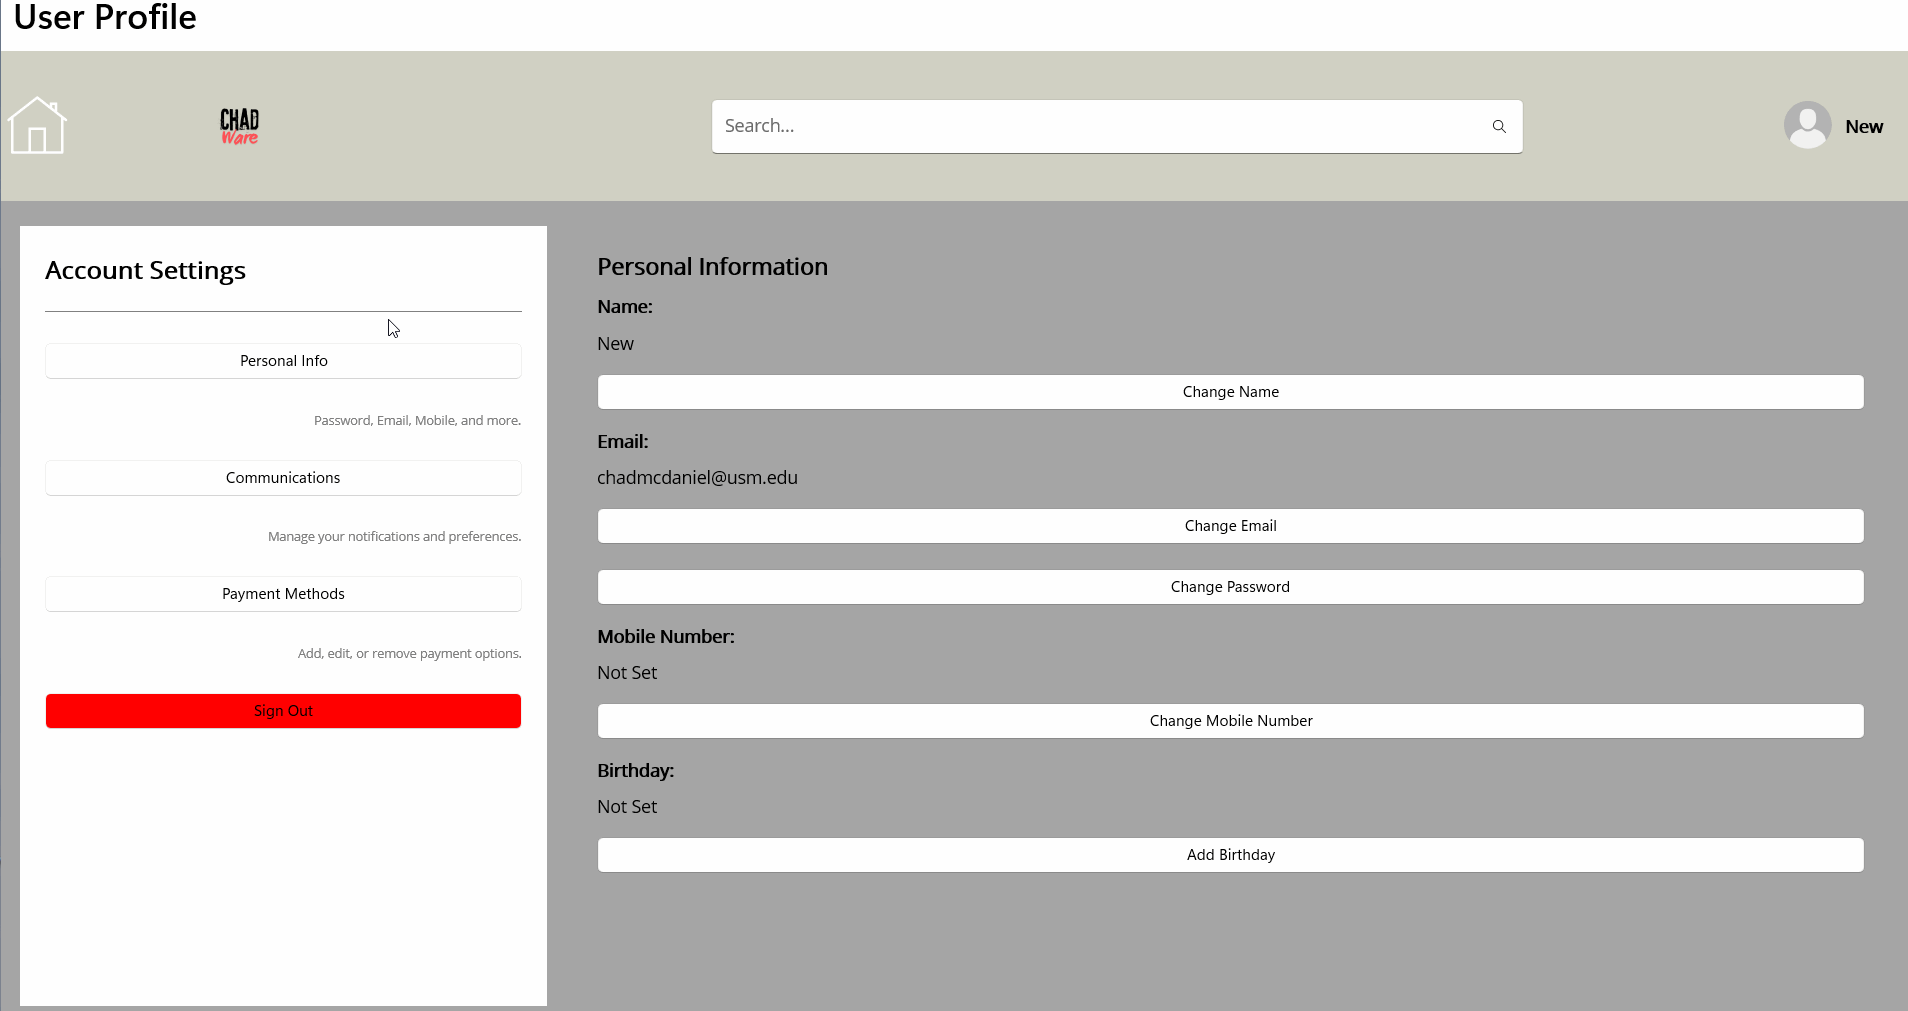 User Profile
CHAD
Ware
Search...
New
Account Settings
Personal Info
Password, Email, Mobile, and more.
Communications
Manage your notifications and preferences.
Payment Methods
Add, edit, or remove payment options.
Sign Out
Personal Information
Name:
New
Change Name
Email:
chadmcdaniel@usm.edu
Change Email
Change Password
Mobile Number:
Not Set
Change Mobile Number
Birthday:
Not Set
Add Birthday